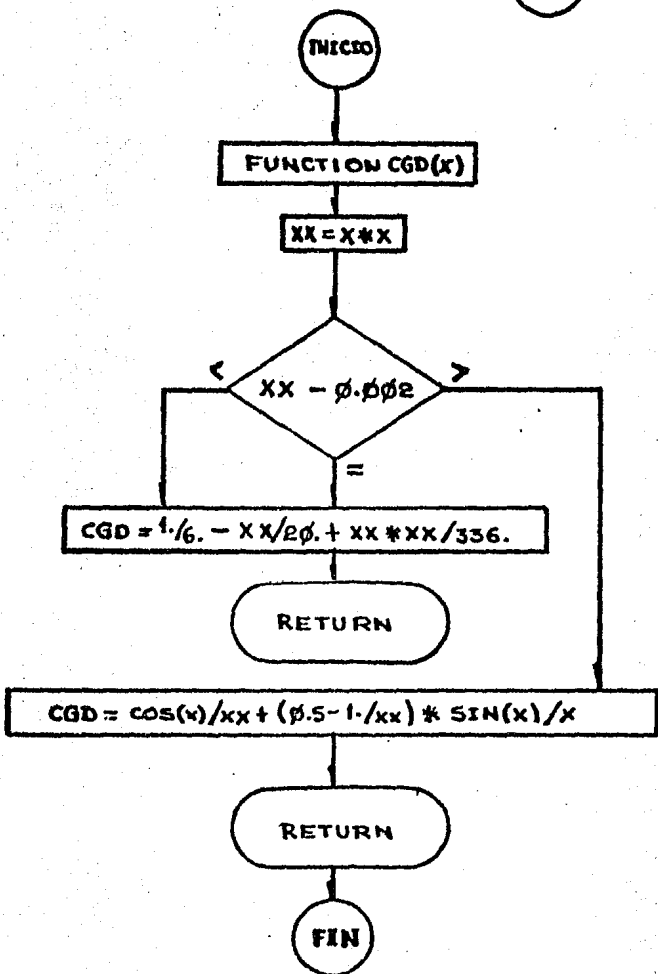 INICIO
FUNCTION CGD(X)
XX = X*X
<
XX - Ø.ØØ2
>
=
CGD = 1./6. - XX/2Ø. + XX*XX/336.
RETURN
CGD = COS(X)/XX + (Ø.5-1./XX) * SIN(X)/X
RETURN
FIN